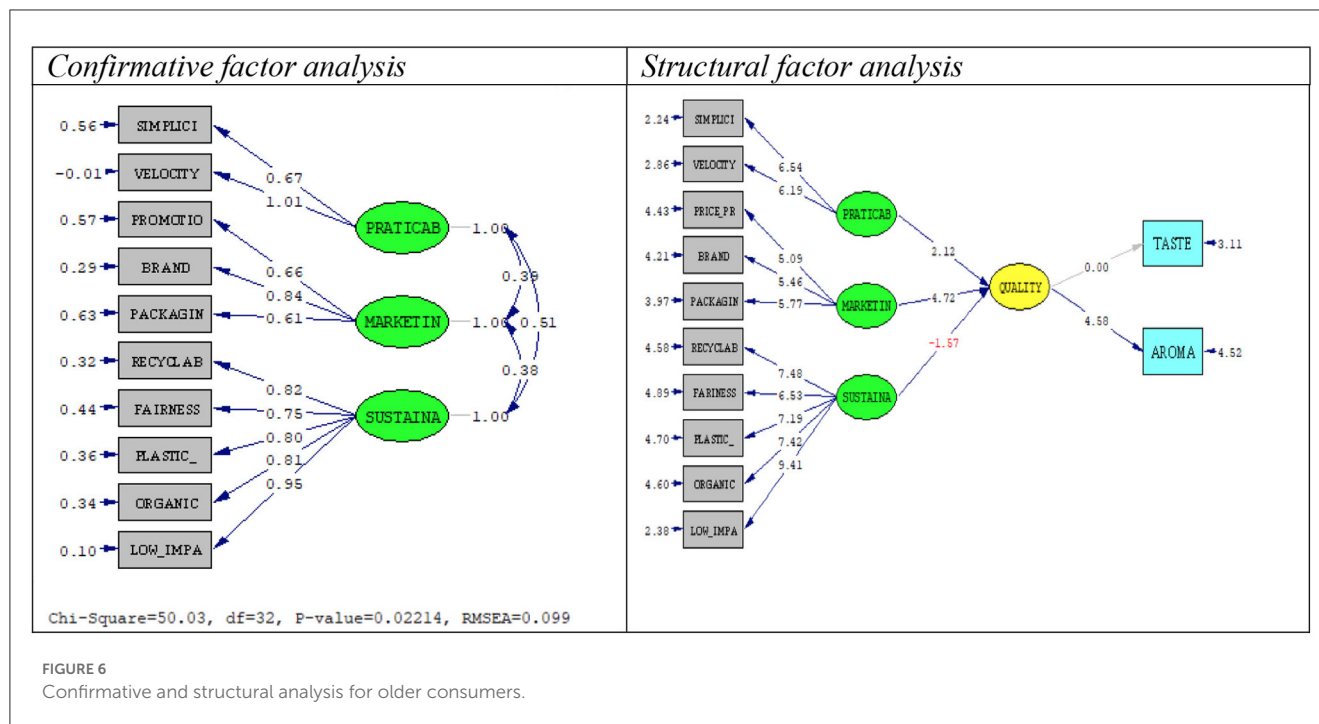 Confirmative factor analysis
0.56 SIMPLICI
-0.01 VELOCITY
0.57 PROMOTIO
0.29 BRAND
0.63 PACKAGIN
0.32 RECYCLAB
0.44 FAIRNESS
0.36 PLASTIC_
0.34 ORGANIC
0.10 LOW_IMPA
0.67
1.01
0.66
0.84
0.61
0.82
0.75
0.80
0.81
0.95
PRATICAB 1.00
MARKETIN 1.00
SUSTAINA 1.00
0.39
0.51
0.38
Chi-Square=50.03, df=32, P-value=0.02214, RMSEA=0.099
Structural factor analysis
2.24 SIMPLICI
2.86 VELOCITY
4.43 PRICE_PR
4.21 BRAND
3.97 PACKAGIN
4.58 RECYCLAB
4.89 FARINESS
4.70 PLASTIC_
4.60 ORGANIC
2.38 LOW_IMPA
6.54
6.19
5.09
5.46
5.77
7.48
6.53
7.19
7.42
9.41
PRATICAB
MARKETIN
SUSTAINA
2.12
4.72
-1.57
QUALITY
0.00
4.58
TASTE 3.11
AROMA 4.52
FIGURE 6
Confirmative and structural analysis for older consumers.